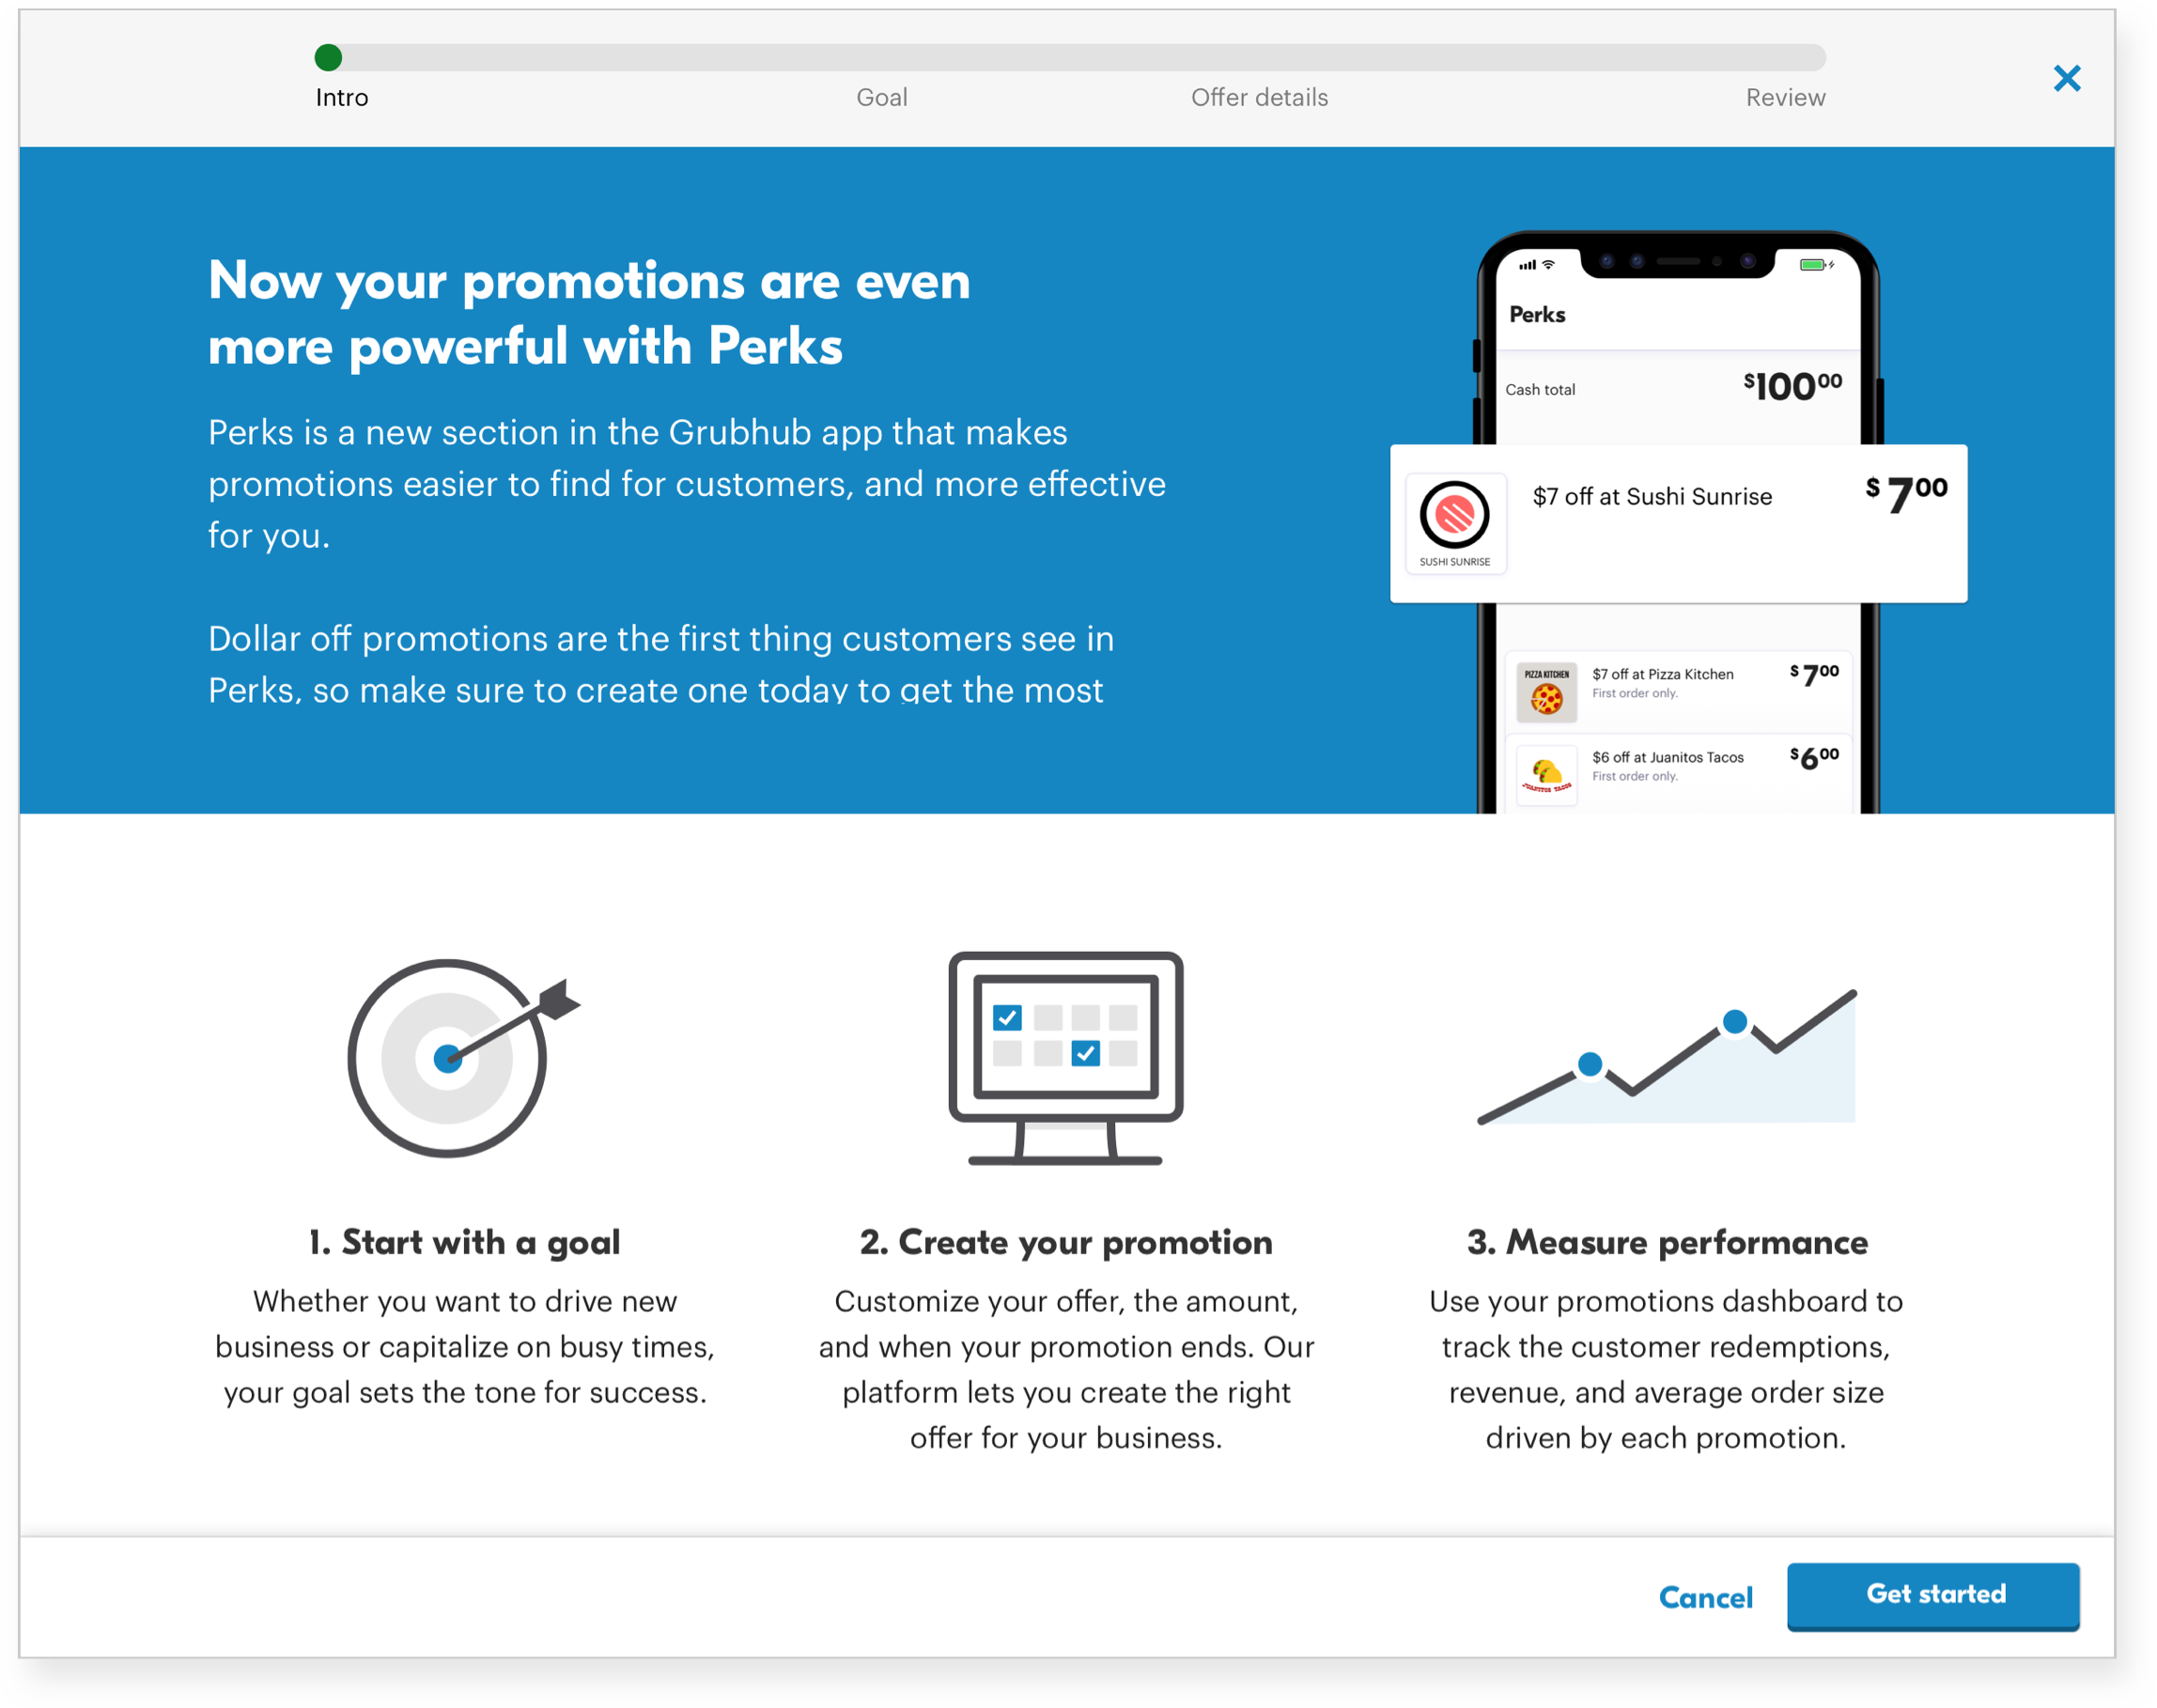 Intro
Goal
Offer details
Review
Now your promotions are even
more powerful with Perks
Perks is a new section in the Grubhub app that makes
promotions easier to find for customers, and more effective
for you.
Dollar off promotions are the first thing customers see in
Perks, so make sure to create one today to get the most
Perks
Cash total
$100 00
SUSHI SUNRISE
$7 off at Sushi Sunrise
$7 00
PIZZA KITCHEN
$7 off at Pizza Kitchen
First order only.
$7 00
JUANITOS TACOS
$6 off at Juanitos Tacos
First order only.
$6 00
1. Start with a goal
Whether you want to drive new
business or capitalize on busy times,
your goal sets the tone for success.
2. Create your promotion
Customize your offer, the amount,
and when your promotion ends. Our
platform lets you create the right
offer for your business.
3. Measure performance
Use your promotions dashboard to
track the customer redemptions,
revenue, and average order size
driven by each promotion.
Cancel
Get started